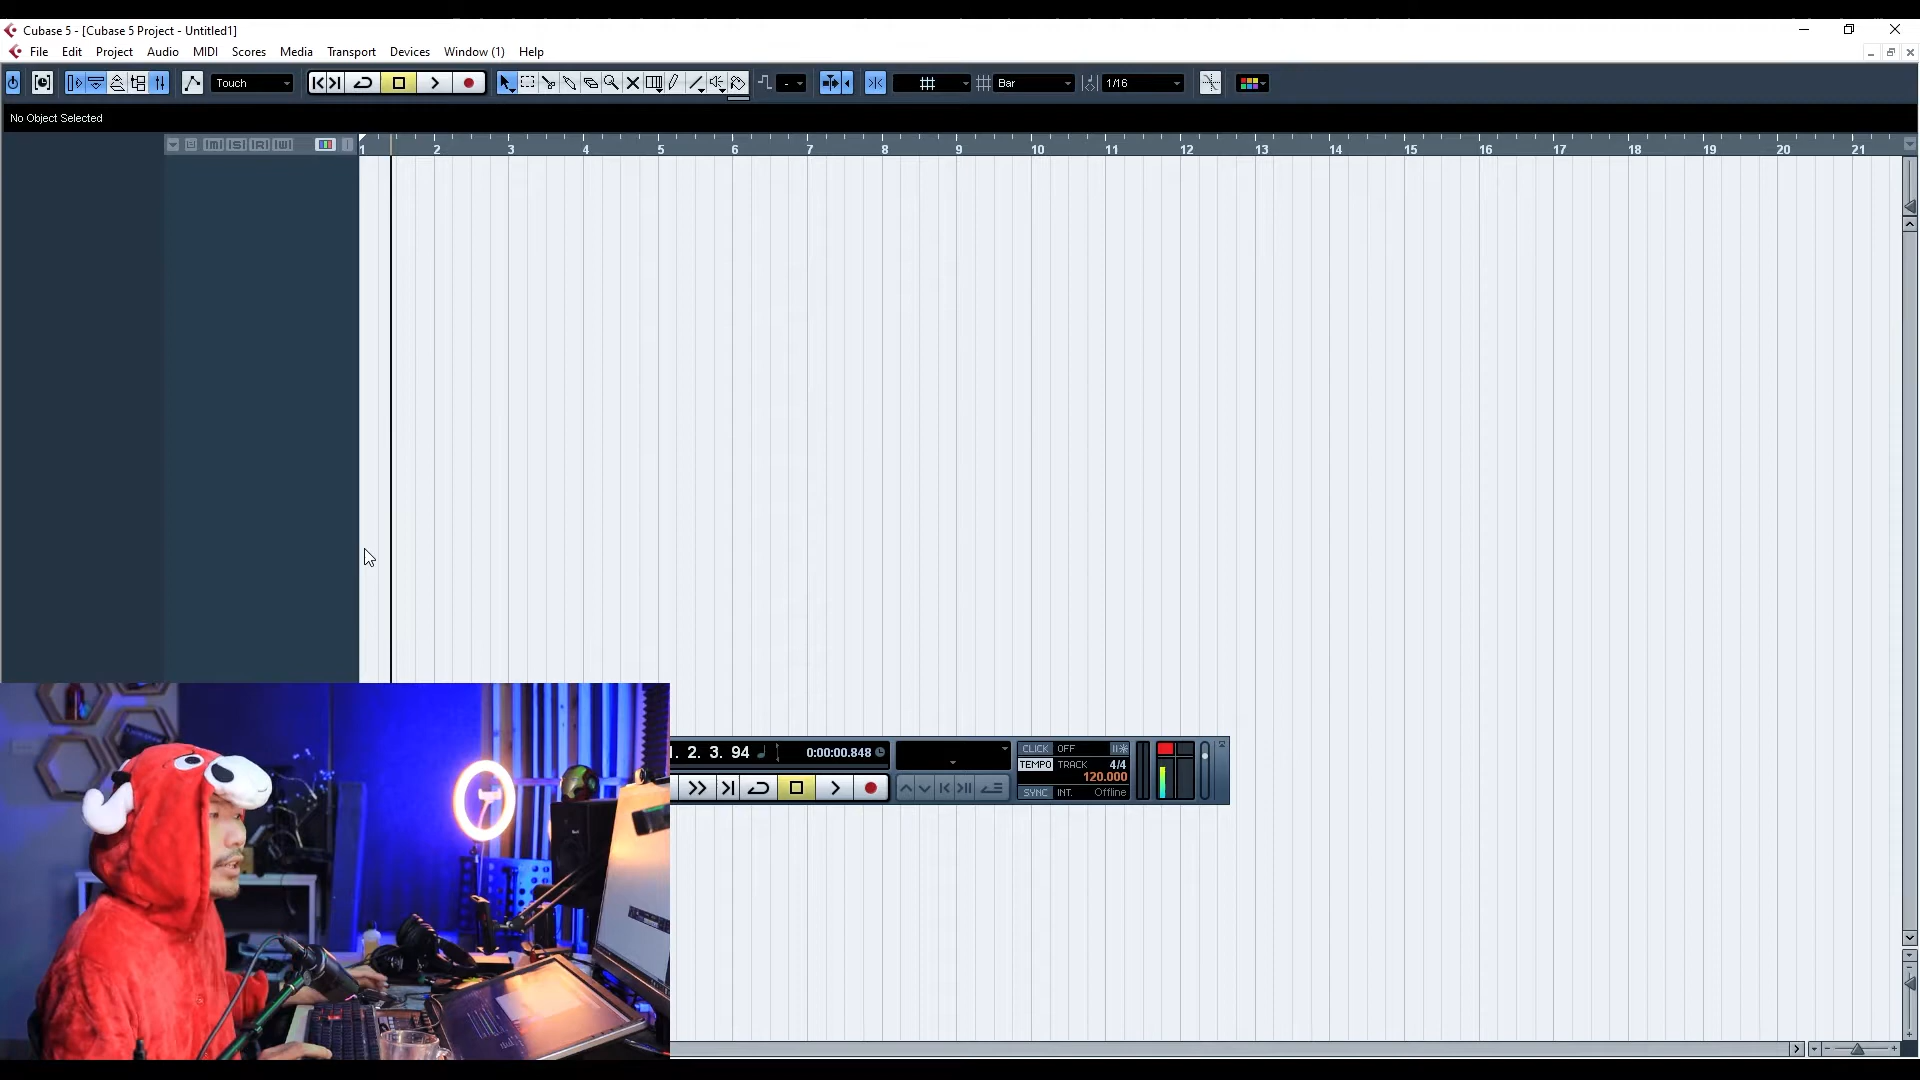 Cubase 5 - [Cubase 5 Project - Untitled1]
File Edit Project Audio MIDI Scores Media Transport Devices Window (1) Help
Touch - Bar 1/16
No Object Selected
[M] [S] [R] [W]
1 2 3 4 5 6 7 8 9 10 11 12 13 14 15 16 17 18 19 20 21
1. 2. 3. 94 0:00:00.848
CLICK OFF
TEMPO TRACK 4/4
120.000
SYNC INT. Offline